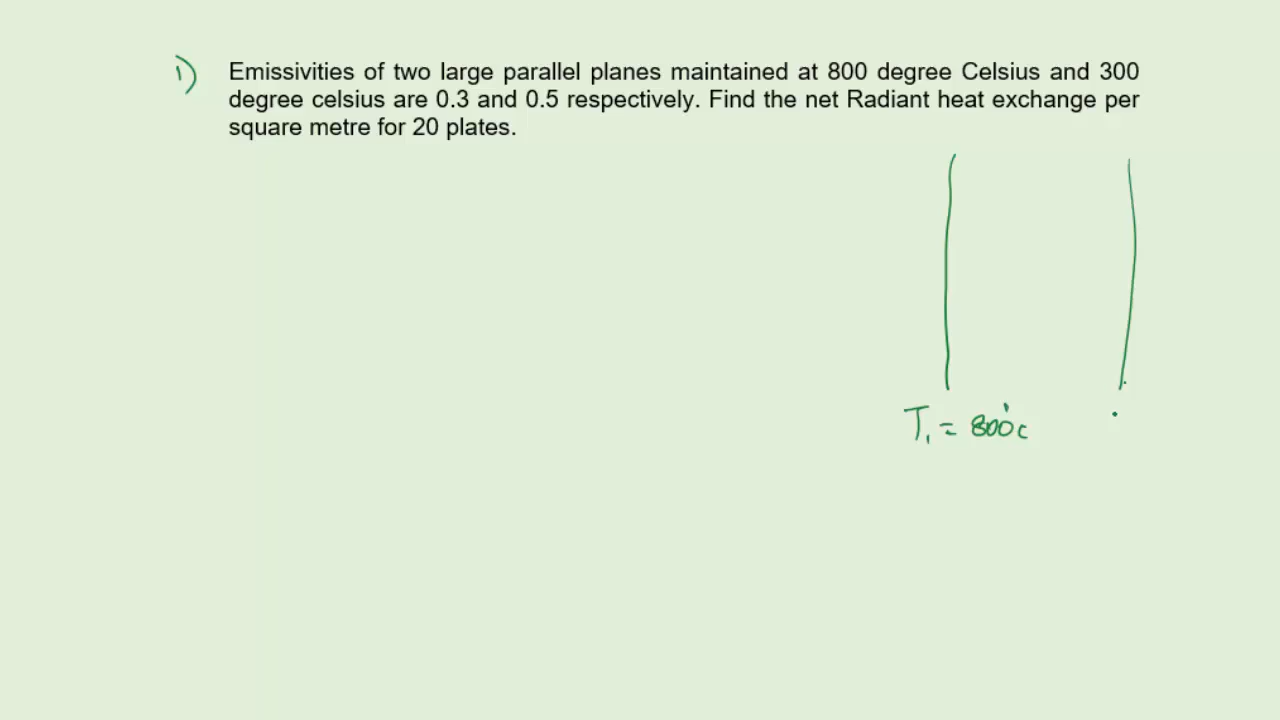 1) Emissivities of two large parallel planes maintained at 800 degree Celsius and 300
degree celsius are 0.3 and 0.5 respectively. Find the net Radiant heat exchange per
square metre for 20 plates.
T₁ = 800°c